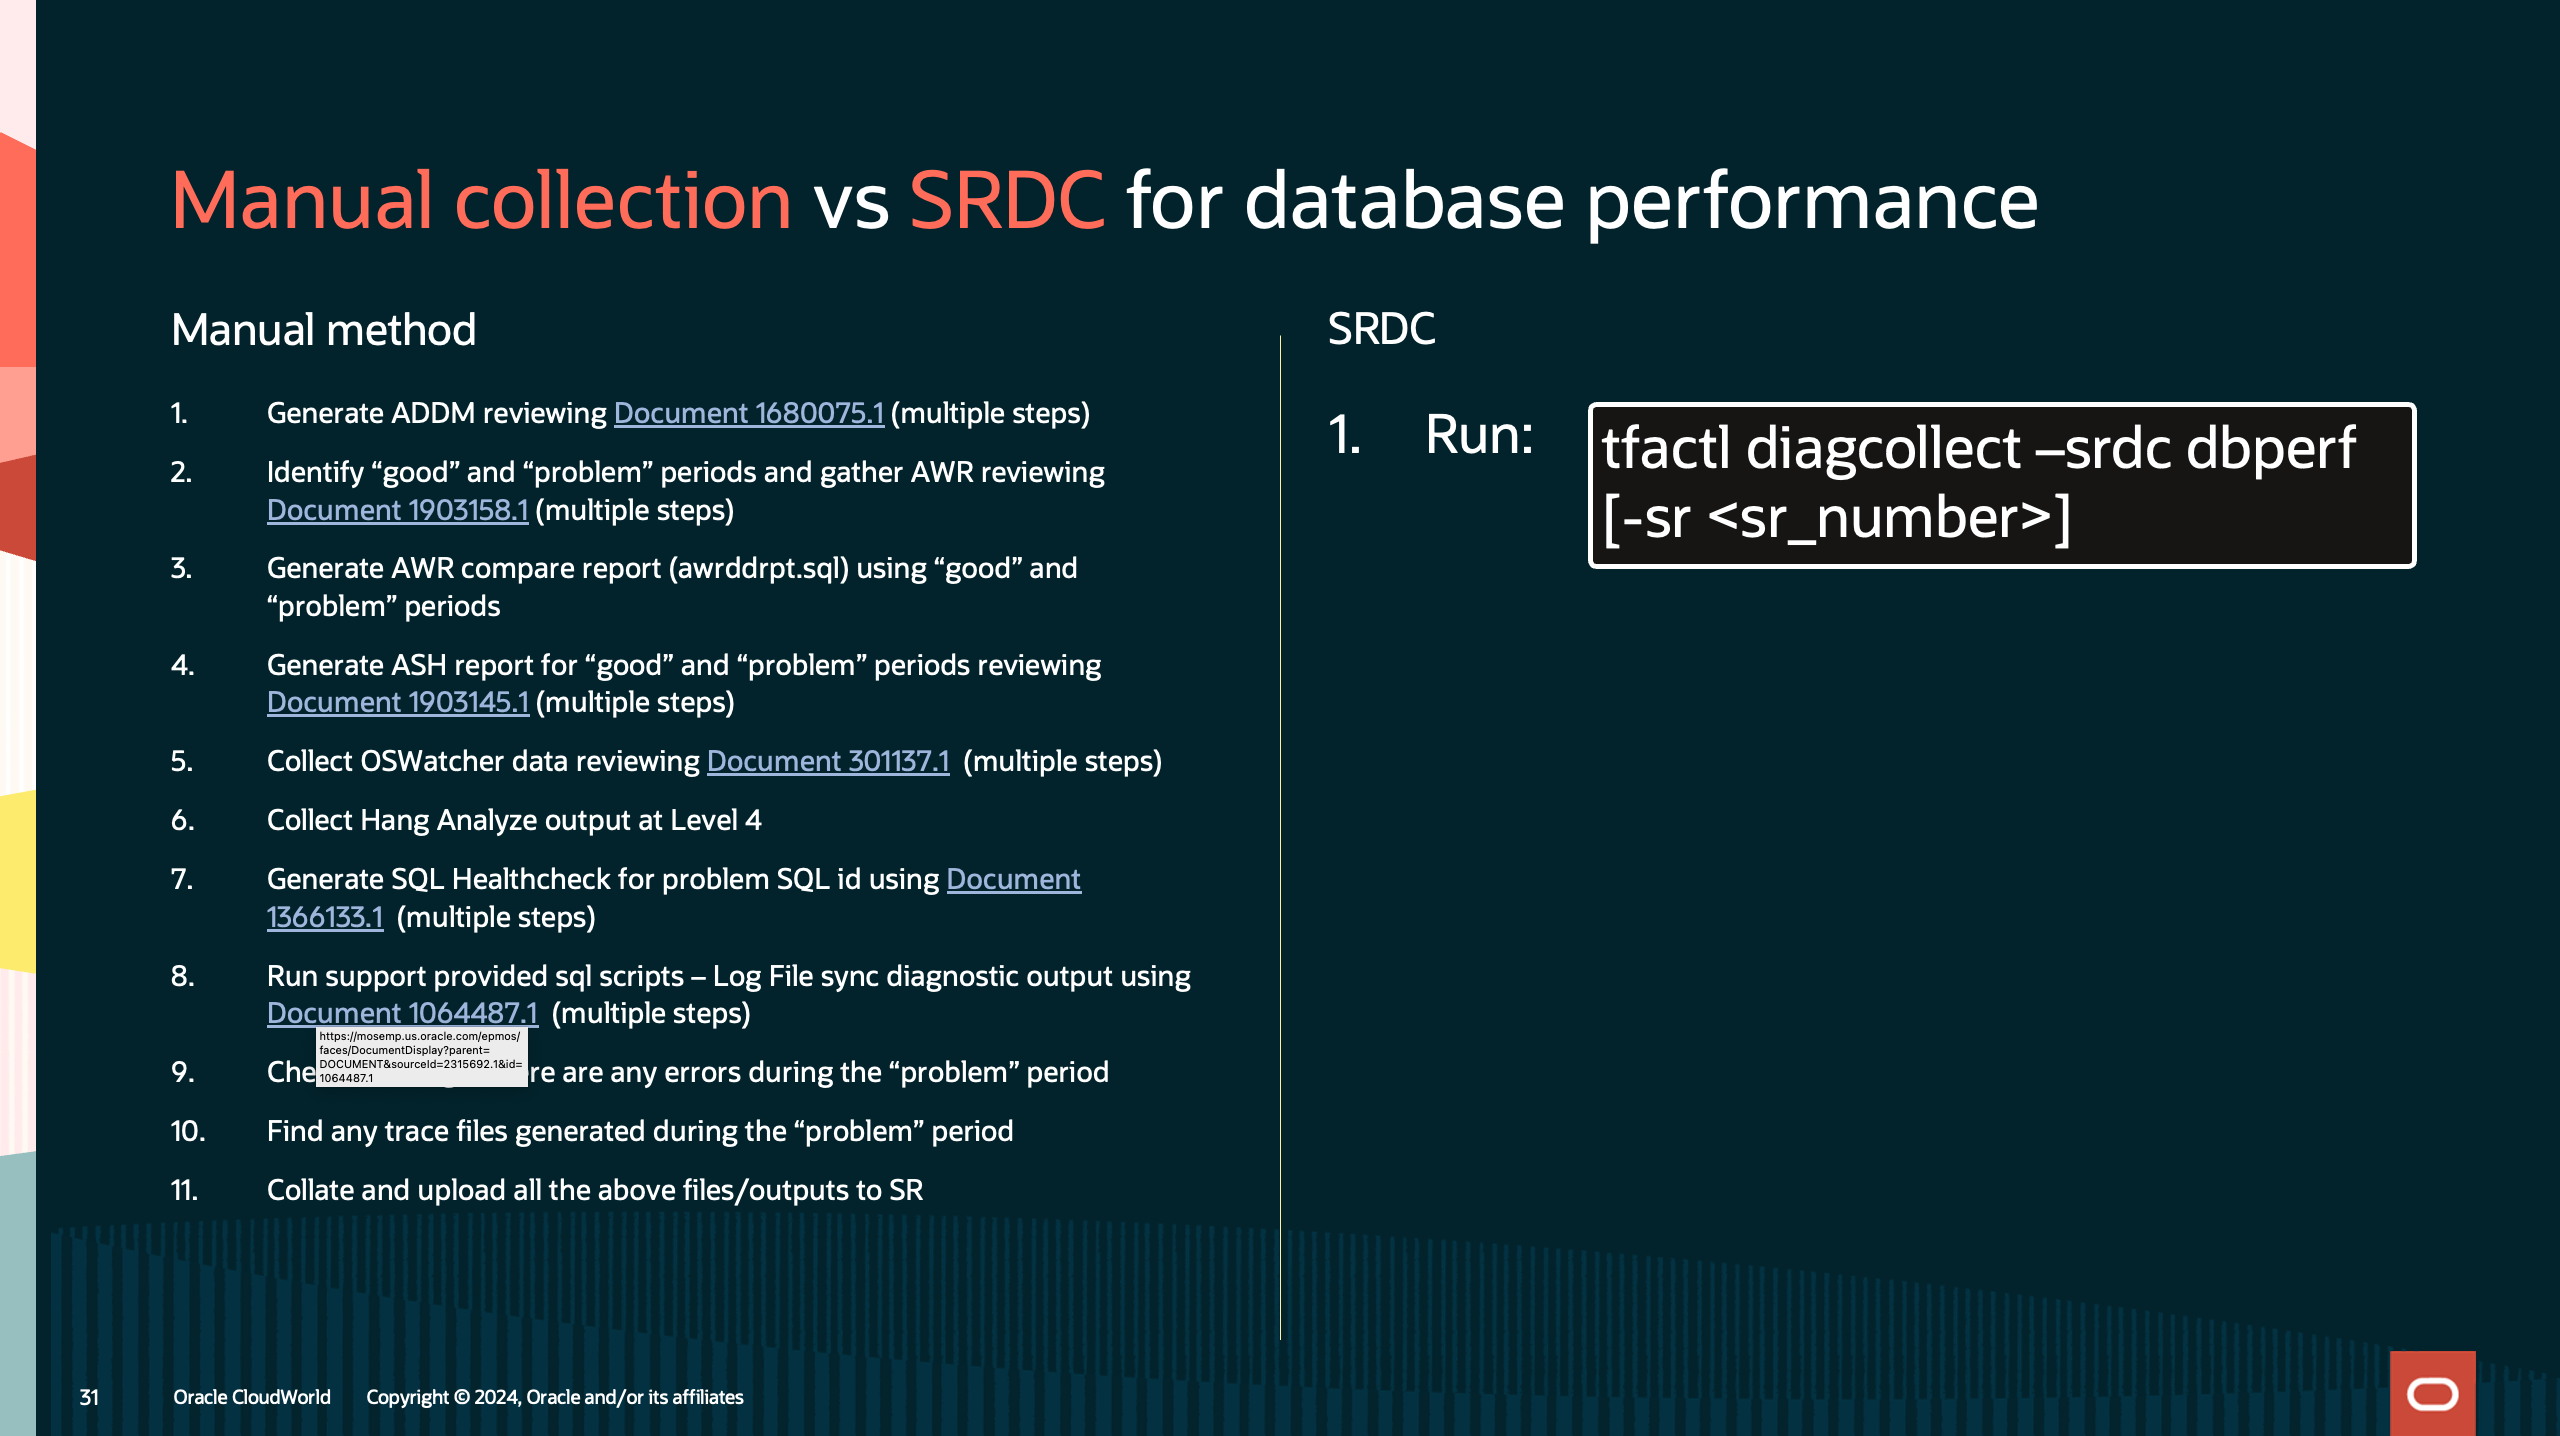 Manual collection vs SRDC for database performance
Manual method
1. Generate ADDM reviewing Document 1680075.1 (multiple steps)
2. Identify “good” and “problem” periods and gather AWR reviewing
Document 1903158.1 (multiple steps)
3. Generate AWR compare report (awrddrpt.sql) using “good” and
“problem” periods
4. Generate ASH report for “good” and “problem” periods reviewing
Document 1903145.1 (multiple steps)
5. Collect OSWatcher data reviewing Document 301137.1 (multiple steps)
6. Collect Hang Analyze output at Level 4
7. Generate SQL Healthcheck for problem SQL id using Document
1366133.1 (multiple steps)
8. Run support provided sql scripts – Log File sync diagnostic output using
Document 1064487.1 (multiple steps)
https://mosemp.us.oracle.com/epmos/
faces/DocumentDisplay?parent=
DOCUMENT&sourceId=2315692.1&id=
1064487.1
9. are any errors during the “problem” period
10. Find any trace files generated during the “problem” period
11. Collate and upload all the above files/outputs to SR
SRDC
1. Run:
tfactl diagcollect –srdc dbperf
[-sr <sr_number>]
31 Oracle CloudWorld Copyright © 2024, Oracle and/or its affiliates